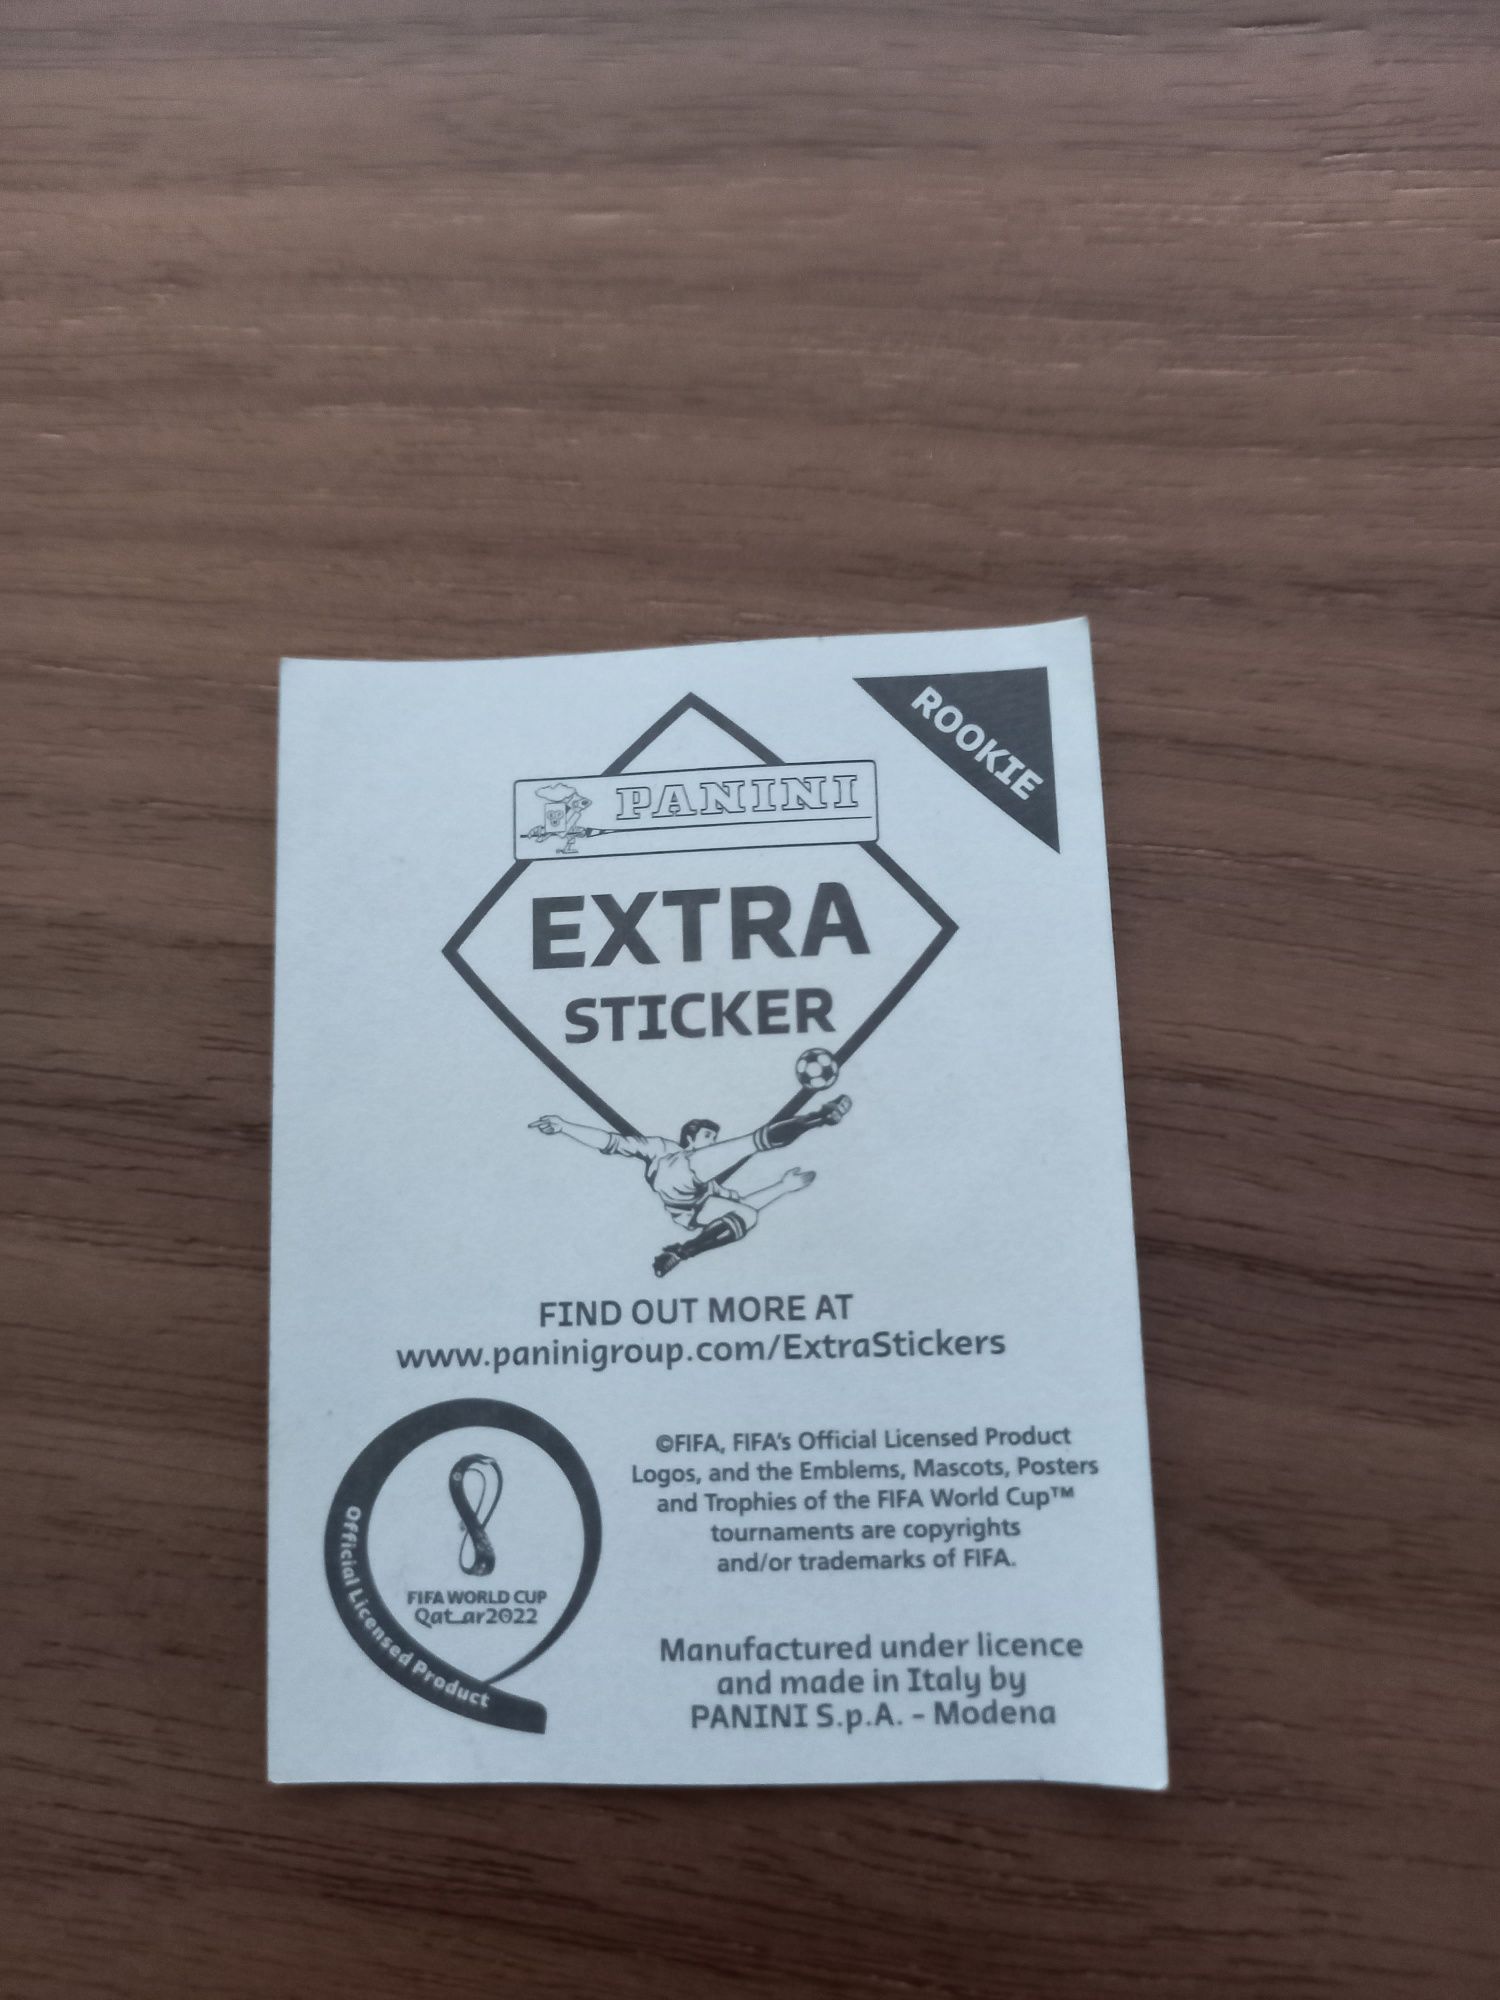 ROOKIE
PANINI
EXTRA
STICKER
FIND OUT MORE AT
www.paninigroup.com/ExtraStickers
©FIFA, FIFA's Official Licensed Product
Logos, and the Emblems, Mascots, Posters
and Trophies of the FIFA World Cup™
tournaments are copyrights
and/or trademarks of FIFA.
Official Licensed Product
FIFA WORLD CUP
Qatar2022
Manufactured under licence
and made in Italy by
PANINI S.p.A. - Modena